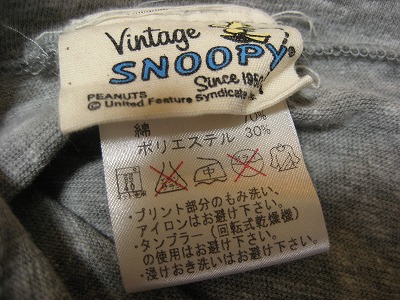 Vintage
SNOOPY®
Since 1950
PEANUTS
© United Feature Syndicate
綿 70%
ポリエステル 30%
・プリント部分のもみ洗い、
アイロンはお避け下さい。
・タンブラー(回転式乾燥機)
の使用はお避け下さい。
・浸けおき洗いはお避け下さい。